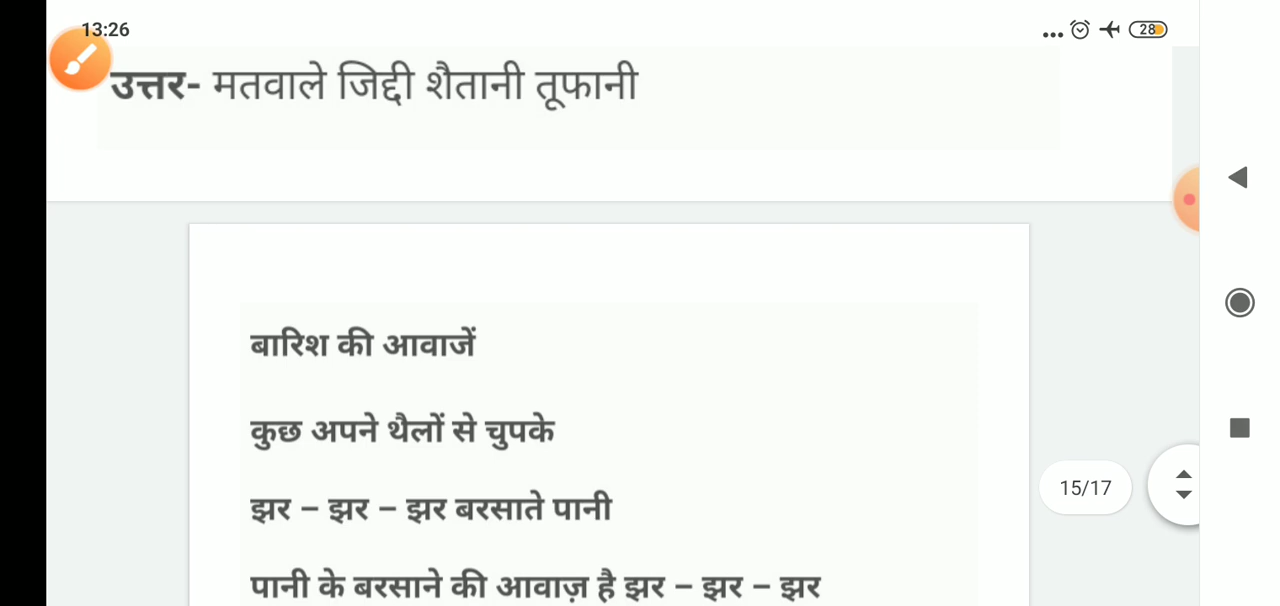 13:26
28
उत्तर- मतवाले जिद्दी शैतानी तूफानी
बारिश की आवाजें
कुछ अपने थैलों से चुपके
झर – झर – झर बरसाते पानी
15/17
पानी के बरसाने की आवाज़ है झर – झर – झर